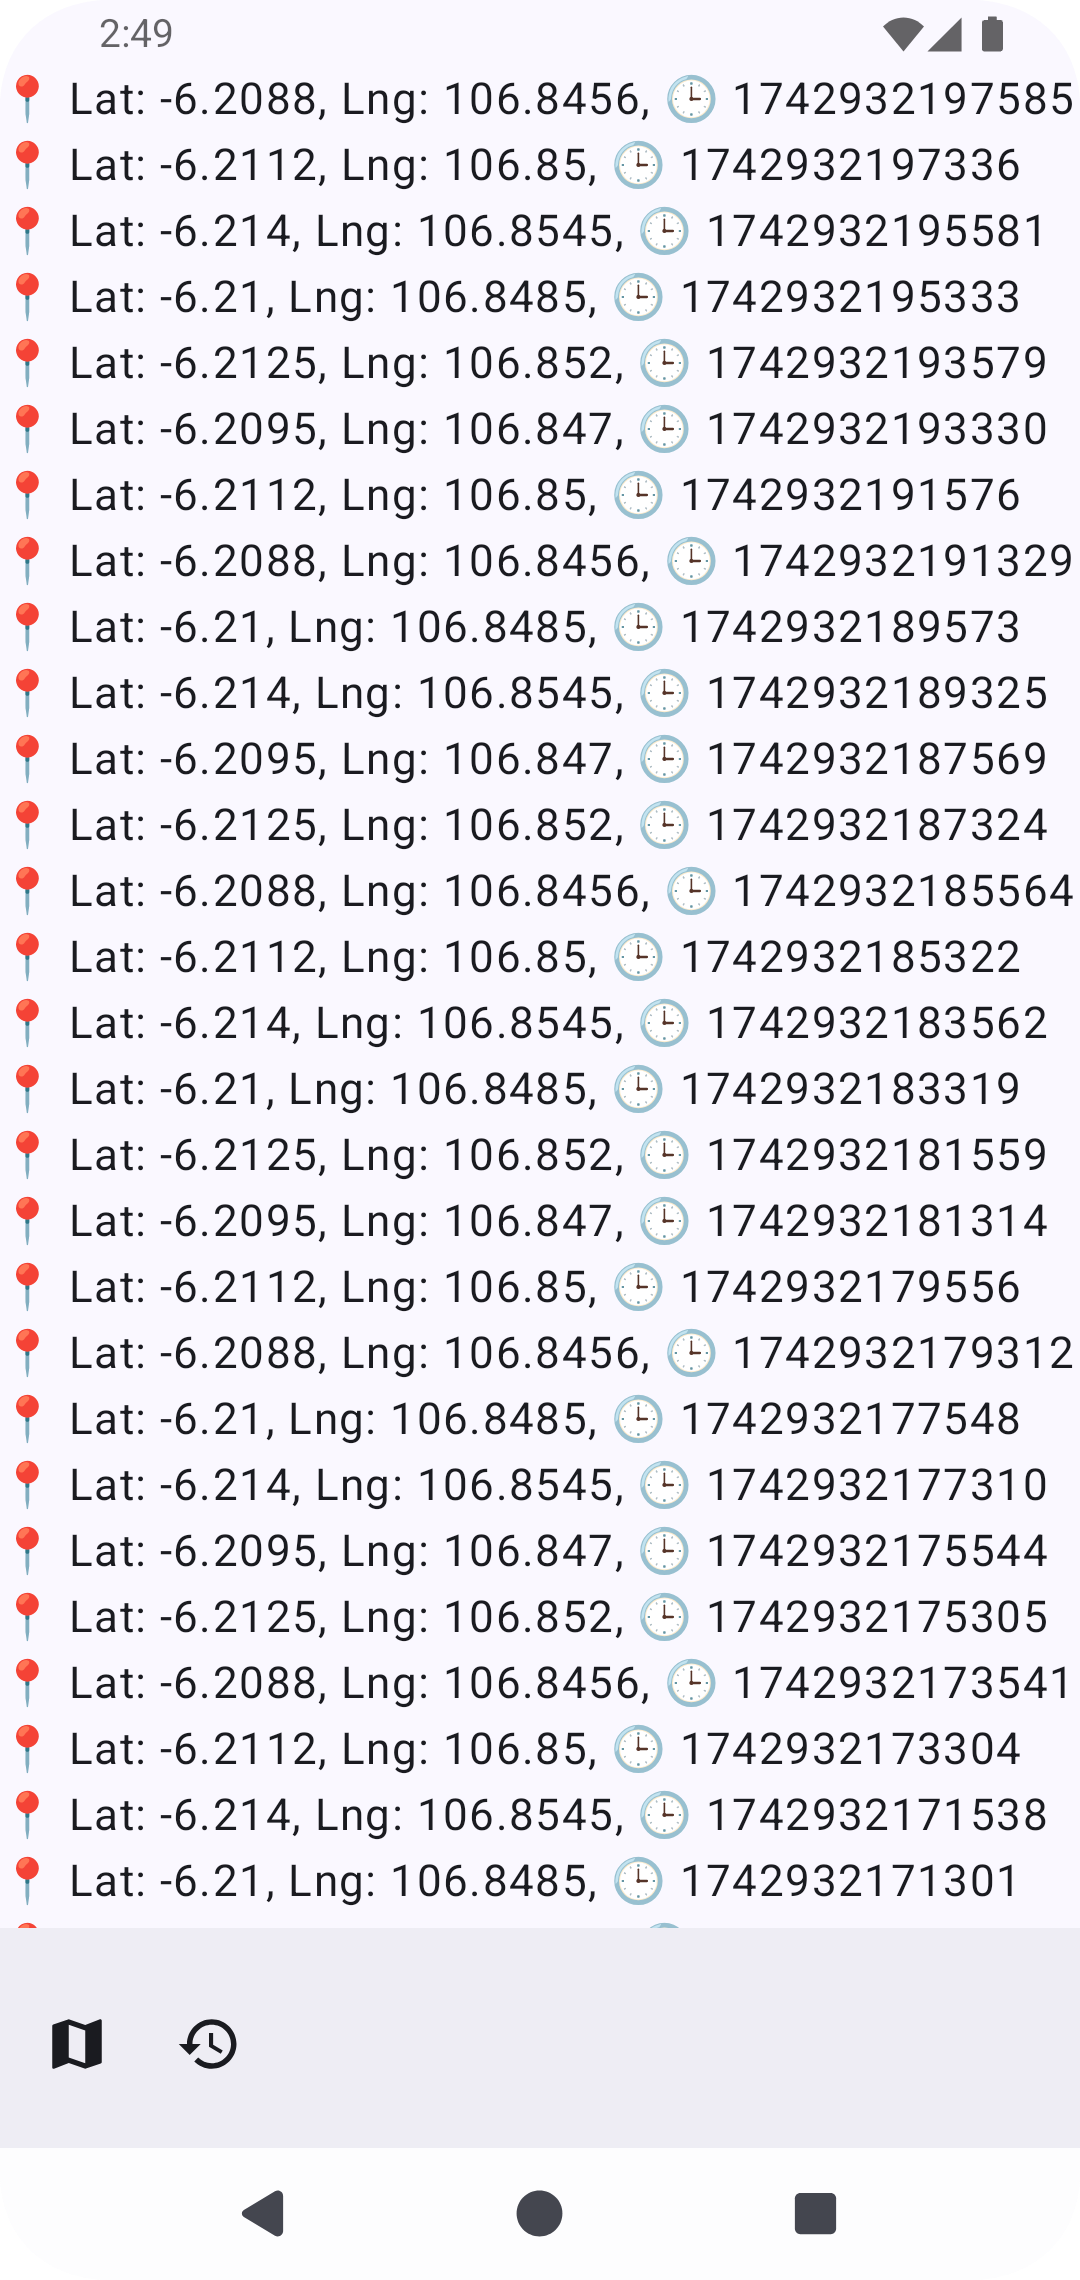 2:49
📍 Lat: -6.2088, Lng: 106.8456, 🕒 1742932197585
📍 Lat: -6.2112, Lng: 106.85, 🕒 1742932197336
📍 Lat: -6.214, Lng: 106.8545, 🕒 1742932195581
📍 Lat: -6.21, Lng: 106.8485, 🕒 1742932195333
📍 Lat: -6.2125, Lng: 106.852, 🕒 1742932193579
📍 Lat: -6.2095, Lng: 106.847, 🕒 1742932193330
📍 Lat: -6.2112, Lng: 106.85, 🕒 1742932191576
📍 Lat: -6.2088, Lng: 106.8456, 🕒 1742932191329
📍 Lat: -6.21, Lng: 106.8485, 🕒 1742932189573
📍 Lat: -6.214, Lng: 106.8545, 🕒 1742932189325
📍 Lat: -6.2095, Lng: 106.847, 🕒 1742932187569
📍 Lat: -6.2125, Lng: 106.852, 🕒 1742932187324
📍 Lat: -6.2088, Lng: 106.8456, 🕒 1742932185564
📍 Lat: -6.2112, Lng: 106.85, 🕒 1742932185322
📍 Lat: -6.214, Lng: 106.8545, 🕒 1742932183562
📍 Lat: -6.21, Lng: 106.8485, 🕒 1742932183319
📍 Lat: -6.2125, Lng: 106.852, 🕒 1742932181559
📍 Lat: -6.2095, Lng: 106.847, 🕒 1742932181314
📍 Lat: -6.2112, Lng: 106.85, 🕒 1742932179556
📍 Lat: -6.2088, Lng: 106.8456, 🕒 1742932179312
📍 Lat: -6.21, Lng: 106.8485, 🕒 1742932177548
📍 Lat: -6.214, Lng: 106.8545, 🕒 1742932177310
📍 Lat: -6.2095, Lng: 106.847, 🕒 1742932175544
📍 Lat: -6.2125, Lng: 106.852, 🕒 1742932175305
📍 Lat: -6.2088, Lng: 106.8456, 🕒 1742932173541
📍 Lat: -6.2112, Lng: 106.85, 🕒 1742932173304
📍 Lat: -6.214, Lng: 106.8545, 🕒 1742932171538
📍 Lat: -6.21, Lng: 106.8485, 🕒 1742932171301